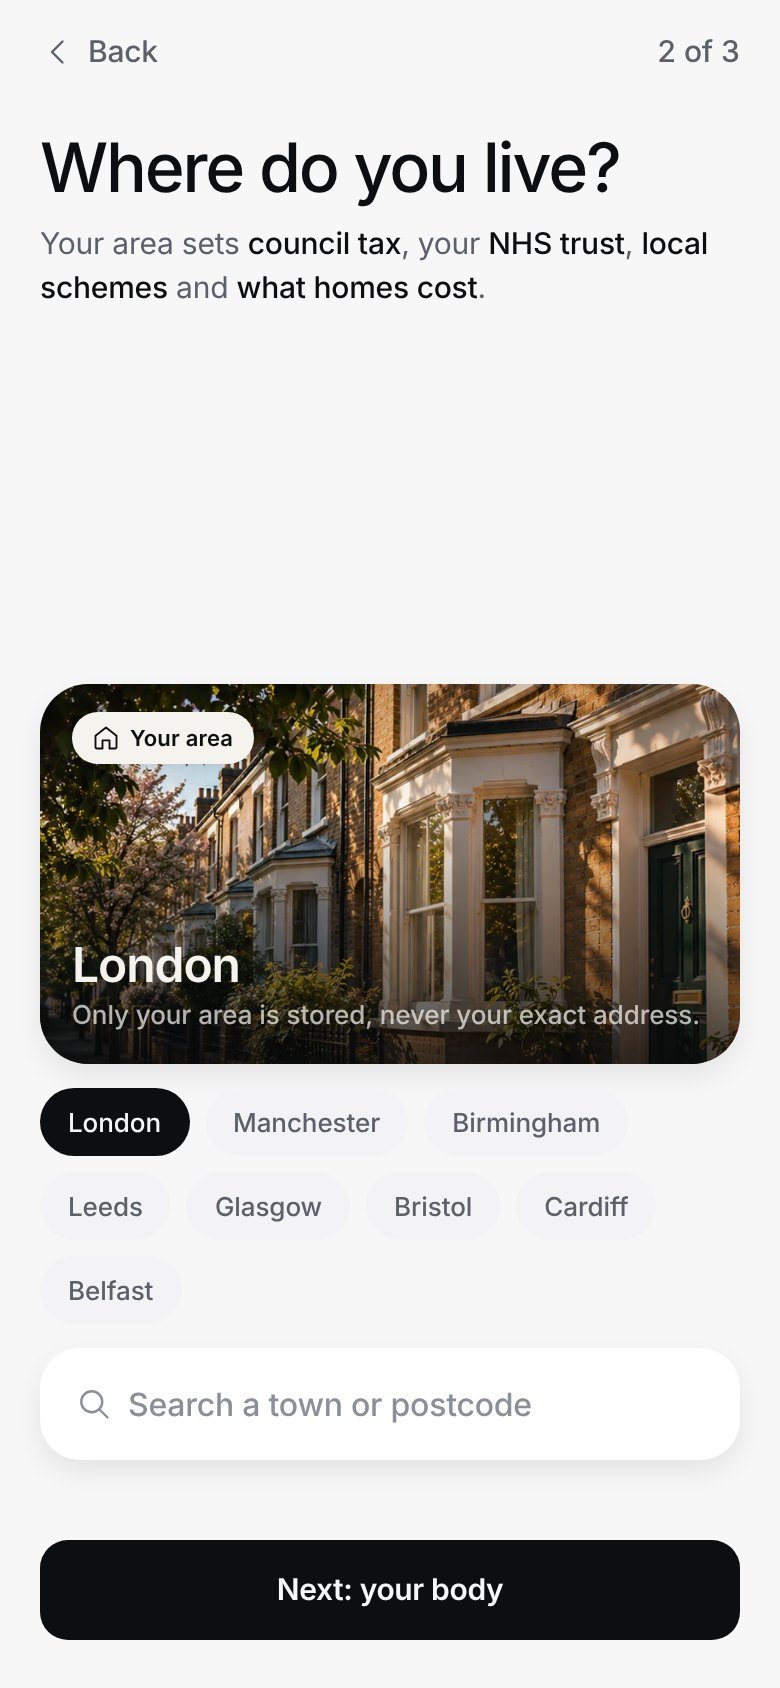 Back
2 of 3
Where do you live?
Your area sets council tax, your NHS trust, local
schemes and what homes cost.
Your area
London
Only your area is stored, never your exact address.
London
Manchester
Birmingham
Leeds
Glasgow
Bristol
Cardiff
Belfast
Search a town or postcode
Next: your body